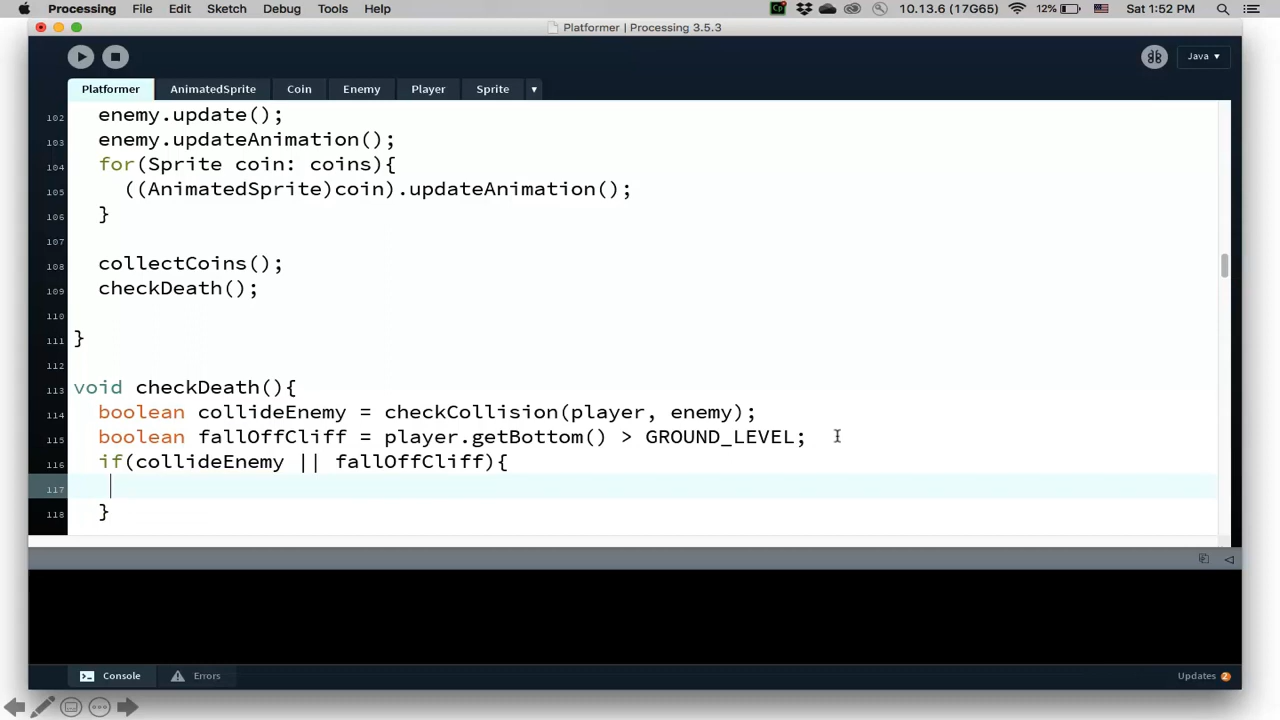 Processing File Edit Sketch Debug Tools Help 10.13.6 (17G65) 12% Sat 1:52 PM
Platformer | Processing 3.5.3
Java ▾
Platformer AnimatedSprite Coin Enemy Player Sprite ▾
102 enemy.update();
103 enemy.updateAnimation();
104 for(Sprite coin: coins){
105 ((AnimatedSprite)coin).updateAnimation();
106 }
107
108 collectCoins();
109 checkDeath();
110
111 }
112
113 void checkDeath(){
114 boolean collideEnemy = checkCollision(player, enemy);
115 boolean fallOffCliff = player.getBottom() > GROUND_LEVEL;
116 if(collideEnemy || fallOffCliff){
117
118 }
Console Errors Updates 2